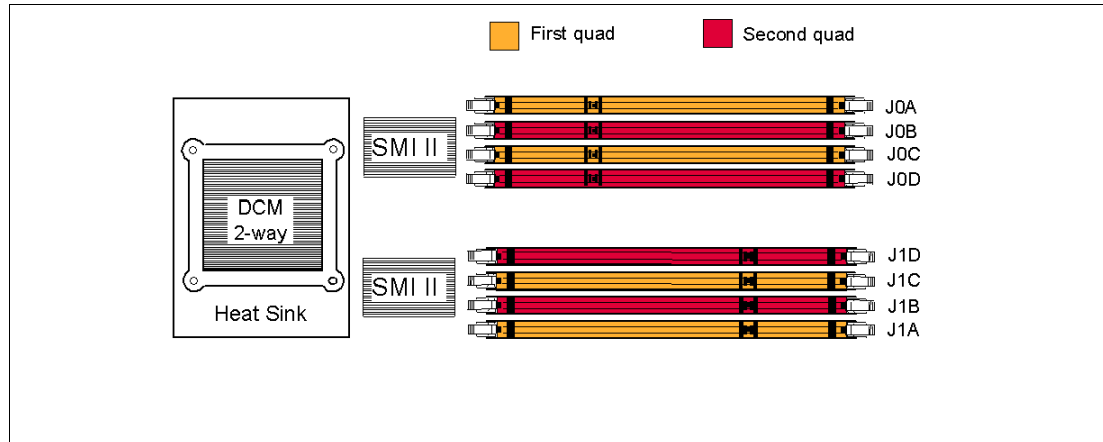 First quad
Second quad
J0A
J0B
SMI II
J0C
J0D
DCM
2-way
J1D
J1C
SMI II
J1B
Heat Sink
J1A